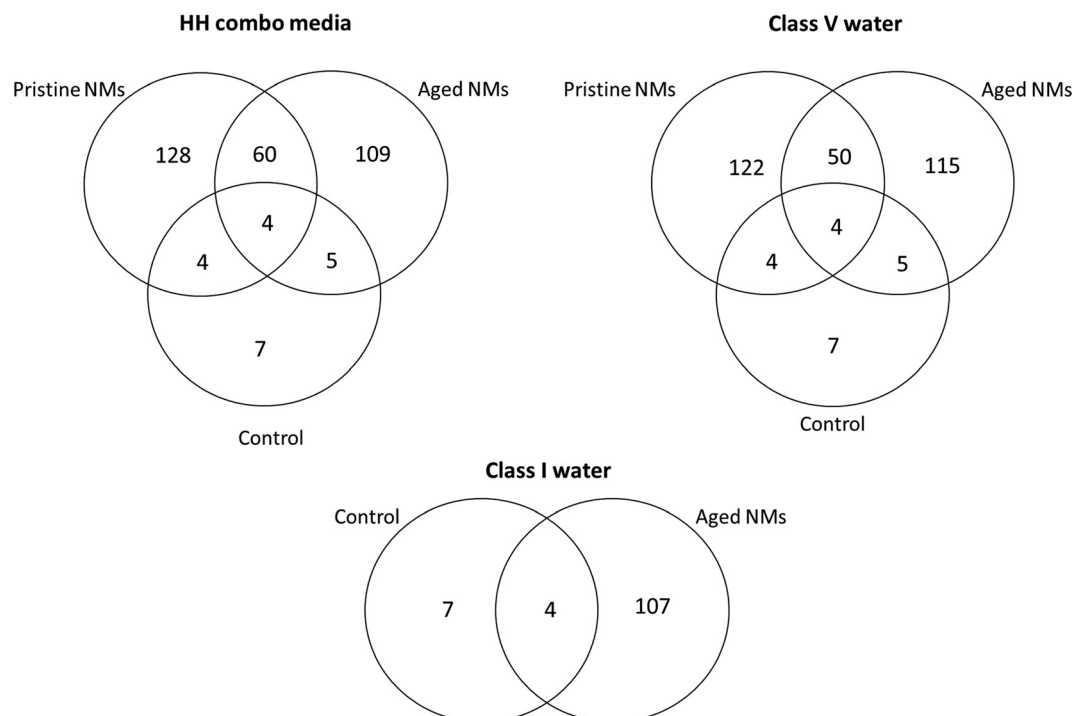 HH combo media
Class V water
Pristine NMs
Aged NMs
Pristine NMs
Aged NMs
128
60
109
122
50
115
4
4
4
5
4
5
7
7
Control
Control
Class I water
Control
Aged NMs
7
4
107